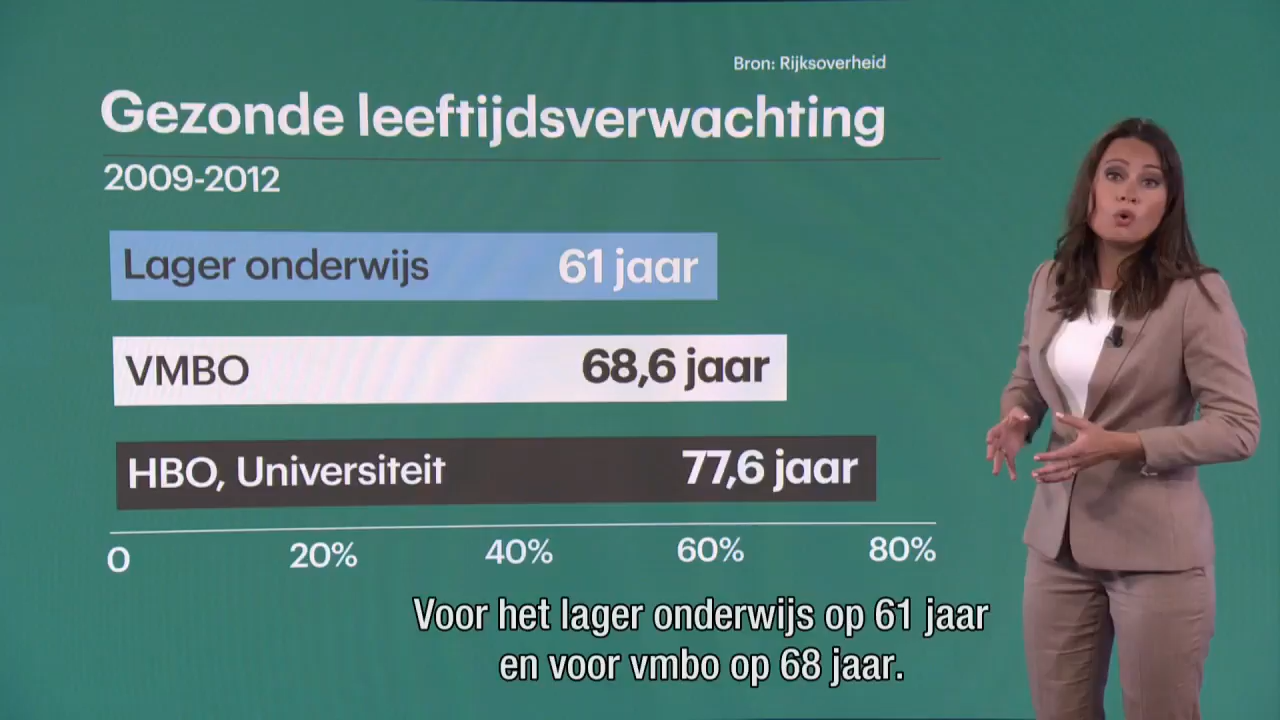 Bron: Rijksoverheid
Gezonde leeftijdsverwachting
2009-2012
Lager onderwijs 61 jaar
VMBO 68,6 jaar
HBO, Universiteit 77,6 jaar
0 20% 40% 60% 80%
Voor het lager onderwijs op 61 jaar
en voor vmbo op 68 jaar.